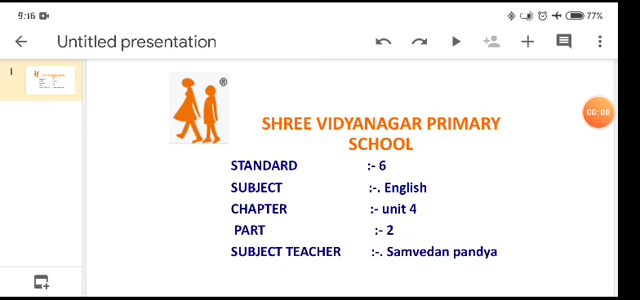 9:16 77%
Untitled presentation
1
00:00
SHREE VIDYANAGAR PRIMARY
SCHOOL
STANDARD :- 6
SUBJECT :-. English
CHAPTER :- unit 4
PART :- 2
SUBJECT TEACHER :-. Samvedan pandya